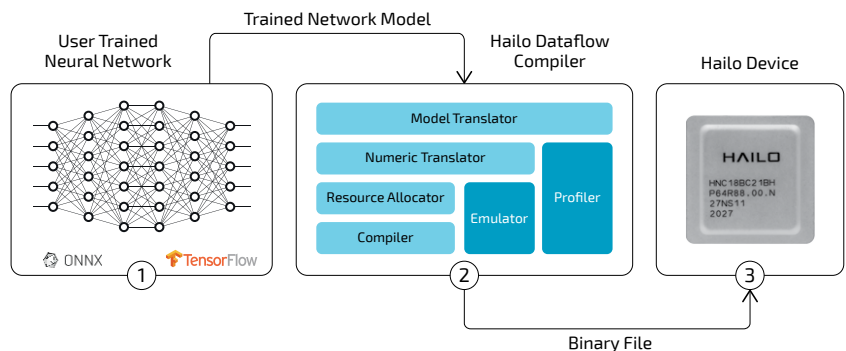 Trained Network Model
User Trained
Neural Network
Hailo Dataflow
Compiler
Hailo Device
Model Translator
Numeric Translator
Resource Allocator
Compiler
Emulator
Profiler
HAILO
HNC18BC21BH
P64R88.00.N
27NS11
2027
ONNX
TensorFlow
1
2
3
Binary File